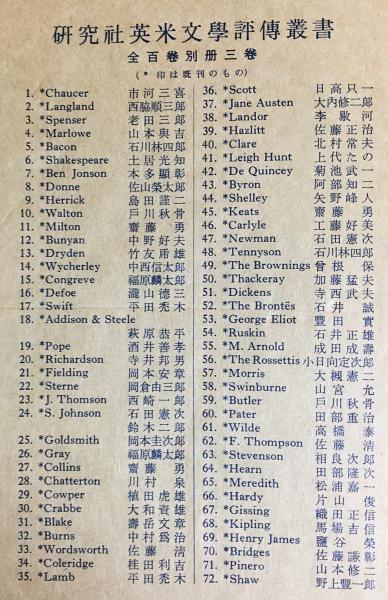 研究社英米文學評傳叢書
全百卷別册三卷
(* 印は既刊のもの)
1. *Chaucer 市河三喜
2. *Langland 西脇順三郎
3. *Spenser 老田三郎
4. *Marlowe 山本與吉
5. *Bacon 石川林四郎
6. *Shakespeare 土居光知
7. *Ben Jonson 本多顯彰
8. *Donne 佐山榮太郎
9. *Herrick 島田謹二
10. *Walton 戸川秋骨
11. *Milton 齋藤勇
12. *Bunyan 中野好夫
13. *Dryden 竹友雇雄
14. *Wycherley 中西信太郎
15. *Congreve 福原麟太郎
16. *Defoe 瀧山德三
17. *Swift 平田禿木
18. *Addison & Steele
萩原恭平
19. *Pope 酒井善孝
20. *Richardson 寺井邦男
21. *Fielding 岡本安章
22. *Sterne 岡倉由三郎
23. *J. Thomson 西崎一郎
24. *S. Johnson 石田憲次
鈴木二郎
25. *Goldsmith 岡本圭次郎
26. *Gray 福原麟太郎
27. *Collins 齋藤勇
28. *Chatterton 川村泉
29. *Cowper 植田虎雄
30. *Crabbe 大和資雄
31. *Blake 壽岳文章
32. *Burns 中村爲治
33. *Wordsworth 佐藤清
34. *Coleridge 桂田利吉
35. *Lamb 平田禿木
36. *Scott 日高只一
37. *Jane Austen 大内脩二郎
38. *Landor 李歇河
39. *Hazlitt 佐藤正治
40. *Clare 北村常夫
41. *Leigh Hunt 上代たの
42. *De Quincey 菊池武一
43. *Byron 阿部知二
44. *Shelley 矢野峰人
45. *Keats 齋藤勇
46. *Carlyle 工藤好美
47. *Newman 石田憲次
48. *Tennyson 石川林四郎
49. *The Brownings 曾根保
50. *Thackeray 加藤猛夫
51. *Dickens 寺西武夫
52. *The Brontës 石井誠
53. *George Eliot 豐田實
54. *Ruskin 石井正雄
55. *M. Arnold 成田成壽
56. *The Rossettis 小日向定次郎
57. *Morris 大槻憲二
58. *Swinburne 山宮允
59. *Butler 戸川秋骨
60. *Pater 田部重治
61. *Wilde 高橋泰
62. *F. Thompson 佐藤清
63. *Stevenson 相良次郎
64. *Hearn 田部隆次
65. *Meredith 松浦嘉一
66. *Hardy 片山俊
67. *Gissing 織田正信
68. *Kipling 馬場吉信
69. *Henry James 鹽谷榮
70. *Bridges 佐藤謙彰
71. *Pinero 山本修二
72. *Shaw 野上豐一郎